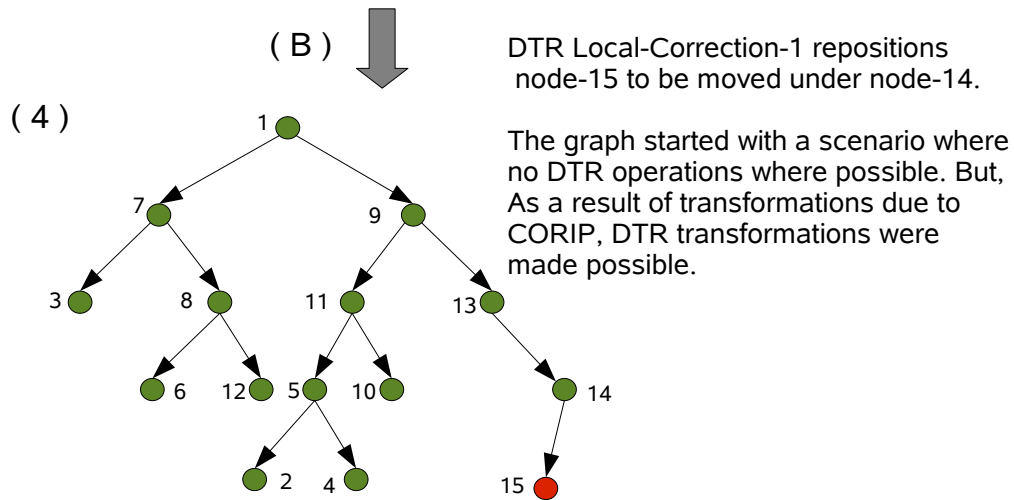 ( B )
DTR Local-Correction-1 repositions
node-15 to be moved under node-14.
( 4 )
The graph started with a scenario where
no DTR operations where possible. But,
As a result of transformations due to
CORIP, DTR transformations were
made possible.
1
7
9
3
8
11
13
6
12
5
10
14
2
4
15